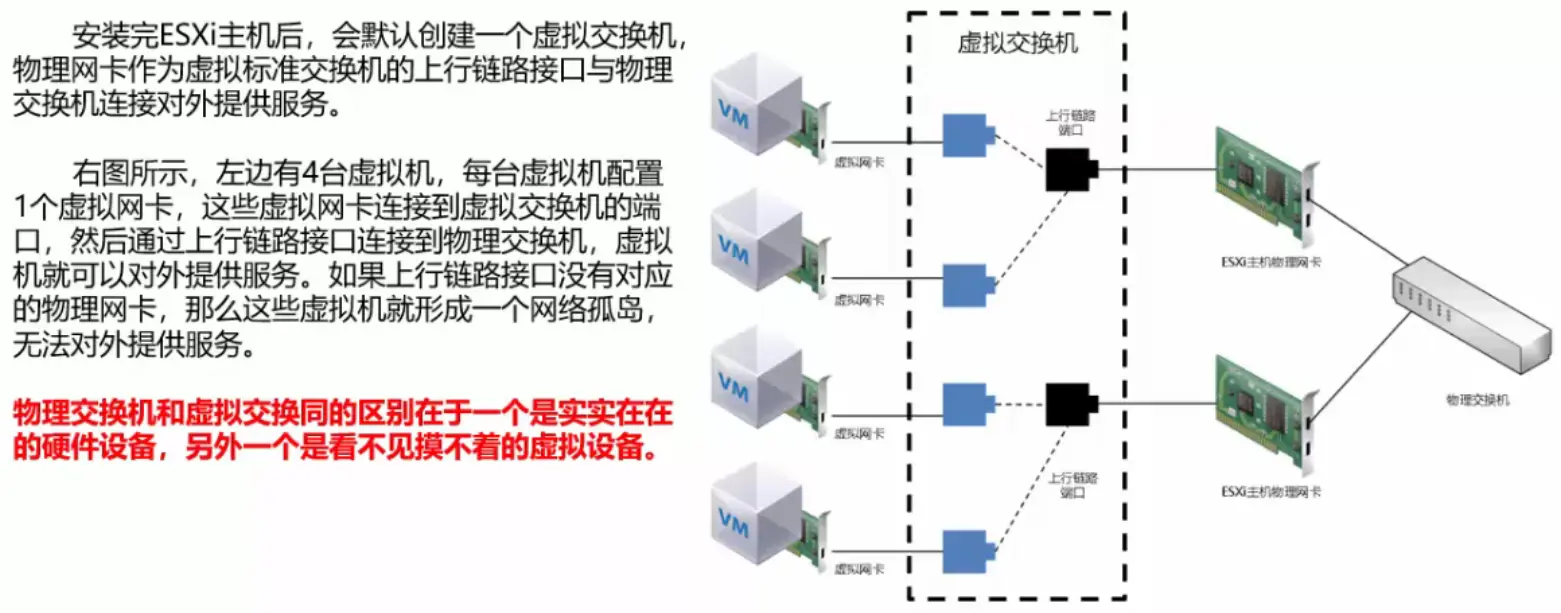 安装完ESXi主机后，会默认创建一个虚拟交换机，
物理网卡作为虚拟标准交换机的上行链路接口与物理
交换机连接对外提供服务。
右图所示，左边有4台虚拟机，每台虚拟机配置
1个虚拟网卡，这些虚拟网卡连接到虚拟交换机的端
口，然后通过上行链路接口连接到物理交换机，虚拟
机就可以对外提供服务。如果上行链路接口没有对应
的物理网卡，那么这些虚拟机就形成一个网络孤岛，
无法对外提供服务。
物理交换机和虚拟交换同的区别在于一个是实实在在
的硬件设备，另外一个是看不见摸不着的虚拟设备。
虚拟交换机
VM
虚拟网卡
上行链路
端口
ESXi主机物理网卡
VM
虚拟网卡
VM
虚拟网卡
物理交换机
上行链路
端口
ESXi主机物理网卡
VM
虚拟网卡